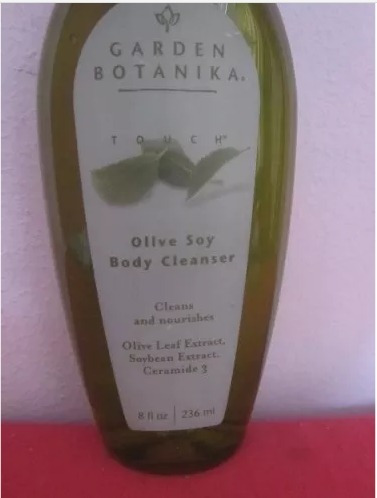 GARDEN
BOTANIKA®
TOUCH™
Olive Soy
Body Cleanser
Cleans
and nourishes
Olive Leaf Extract,
Soybean Extract,
Ceramide 3
8 fl oz | 236 ml